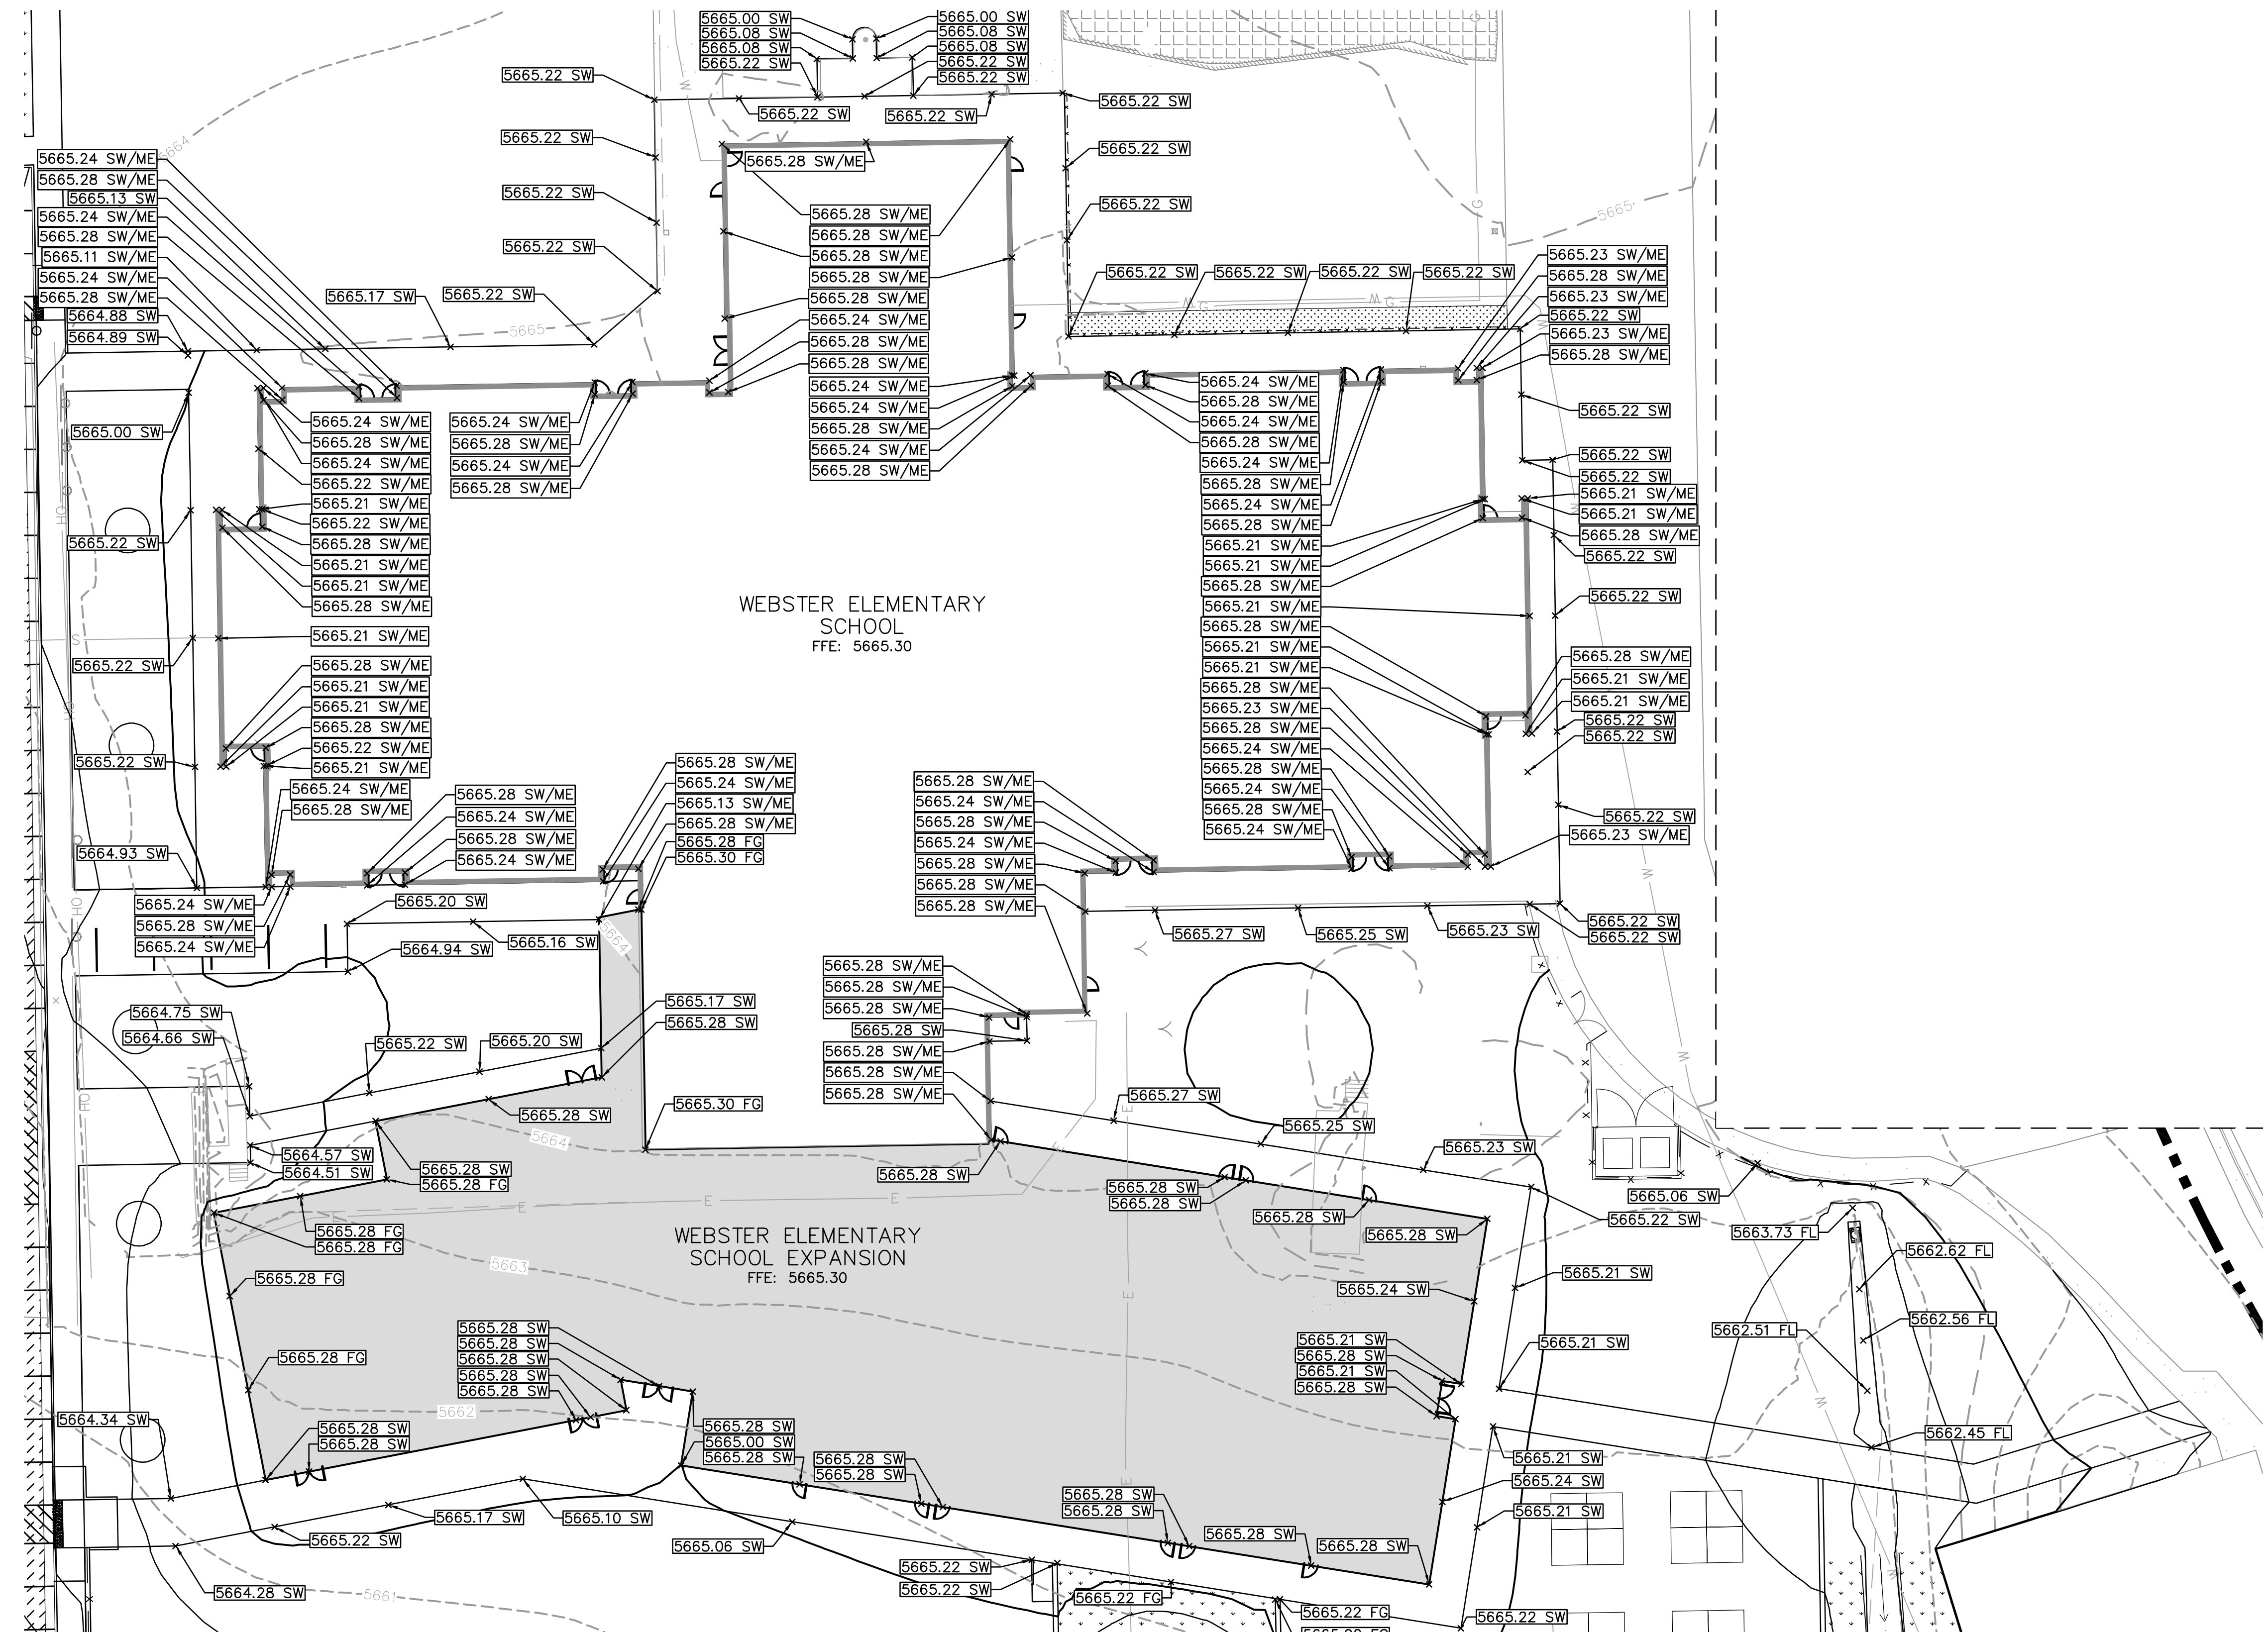 5665.00 SW
5665.08 SW
5665.08 SW
5665.22 SW
5665.00 SW
5665.08 SW
5665.08 SW
5665.22 SW
5665.22 SW
5665.22 SW
5665.22 SW
5665.22 SW
5665.22 SW
5665.22 SW
5665.22 SW
5665.22 SW
5665.22 SW
5665.22 SW
5665.28 SW/ME
5664
5665.24 SW/ME
5665.28 SW/ME
5665.13 SW
5665.24 SW/ME
5665.28 SW/ME
5665.11 SW/ME
5665.24 SW/ME
5665.28 SW/ME
5664.88 SW
5664.89 SW
5665.17 SW
5665.22 SW
5665
5665.28 SW/ME
5665.28 SW/ME
5665.28 SW/ME
5665.28 SW/ME
5665.24 SW/ME
5665.28 SW/ME
5665.28 SW/ME
5665.24 SW/ME
5665.24 SW/ME
5665.28 SW/ME
5665.24 SW/ME
5665.28 SW/ME
5665.22 SW
5665.22 SW
5665.22 SW
5665.22 SW
W G
W G
G
G
W
5665
5665.23 SW/ME
5665.28 SW/ME
5665.23 SW/ME
5665.22 SW
5665.23 SW/ME
5665.28 SW/ME
5665.22 SW
5665.22 SW
5665.22 SW
5665.21 SW/ME
5665.21 SW/ME
5665.28 SW/ME
5665.22 SW
5665.22 SW
5665.28 SW/ME
5665.21 SW/ME
5665.21 SW/ME
5665.22 SW
5665.22 SW
5665.22 SW
5665.23 SW/ME
5665.22 SW
5665.22 SW
5665.00 SW
5665.22 SW
5665.22 SW
5665.22 SW
5664.93 SW
OH
S
OH
OH
OH
5665.24 SW/ME
5665.28 SW/ME
5665.24 SW/ME
5665.22 SW/ME
5665.21 SW/ME
5665.22 SW/ME
5665.28 SW/ME
5665.21 SW/ME
5665.21 SW/ME
5665.28 SW/ME
5665.21 SW/ME
5665.28 SW/ME
5665.21 SW/ME
5665.21 SW/ME
5665.28 SW/ME
5665.22 SW/ME
5665.21 SW/ME
5665.24 SW/ME
5665.28 SW/ME
5665.24 SW/ME
5665.28 SW/ME
5665.24 SW/ME
5665.28 SW/ME
5665.24 SW/ME
5665.28 SW/ME
5665.24 SW/ME
5665.28 SW/ME
5665.24 SW/ME
5665.28 SW/ME
5665.24 SW/ME
5665.28 SW/ME
5665.21 SW/ME
5665.21 SW/ME
5665.28 SW/ME
5665.21 SW/ME
5665.28 SW/ME
5665.21 SW/ME
5665.21 SW/ME
5665.28 SW/ME
5665.23 SW/ME
5665.28 SW/ME
5665.24 SW/ME
5665.28 SW/ME
5665.24 SW/ME
5665.28 SW/ME
5665.24 SW/ME
WEBSTER ELEMENTARY
SCHOOL
FFE: 5665.30
5665.28 SW/ME
5665.24 SW/ME
5665.28 SW/ME
5665.24 SW/ME
5665.28 SW/ME
5665.24 SW/ME
5665.13 SW/ME
5665.28 SW/ME
5665.28 FG
5665.30 FG
5665.28 SW/ME
5665.24 SW/ME
5665.28 SW/ME
5665.24 SW/ME
5665.28 SW/ME
5665.28 SW/ME
5665.28 SW/ME
5665.24 SW/ME
5665.28 SW/ME
5665.24 SW/ME
5665.20 SW
5665.16 SW
5664.94 SW
5664
5665.27 SW
5665.25 SW
5665.23 SW
5665.28 SW/ME
5665.28 SW/ME
5665.28 SW/ME
5665.28 SW
5665.28 SW/ME
5665.28 SW/ME
5665.28 SW/ME
5664.75 SW
5664.66 SW
5665.22 SW
5665.20 SW
5665.17 SW
5665.28 SW
5665.28 SW
5665.30 FG
5665.27 SW
5665.25 SW
5665.23 SW
5665.22 SW
5665.06 SW
5664.57 SW
5664.51 SW
5665.28 SW
5665.28 FG
5664
5665.28 SW
5665.28 SW
5665.28 SW
5665.28 SW
5665.28 SW
5665.28 FG
5665.28 FG
5665.28 FG
5665.28 FG
E
E
E
E
E
E
E
WEBSTER ELEMENTARY
SCHOOL EXPANSION
FFE: 5665.30
5663
5665.24 SW
5665.21 SW
5665.21 SW
5665.21 SW
5665.28 SW
5665.21 SW
5665.28 SW
5663.73 FL
5662.62 FL
5662.56 FL
5662.51 FL
5662.45 FL
5665.28 SW
5665.28 SW
5665.28 SW
5665.28 SW
5665.28 SW
5662
5664.34 SW
5665.28 SW
5665.28 SW
5665.28 SW
5665.00 SW
5665.28 SW
5665.28 SW
5665.28 SW
5665.21 SW
5665.24 SW
5665.21 SW
5665.28 SW
5665.28 SW
5665.28 SW
5665.28 SW
5665.22 SW
5665.17 SW
5665.10 SW
5665.06 SW
5665.22 SW
5665.22 SW
5665.22 FG
5665.22 FG
5665.22 SW
5664.28 SW
5661
W
W
W
W
W